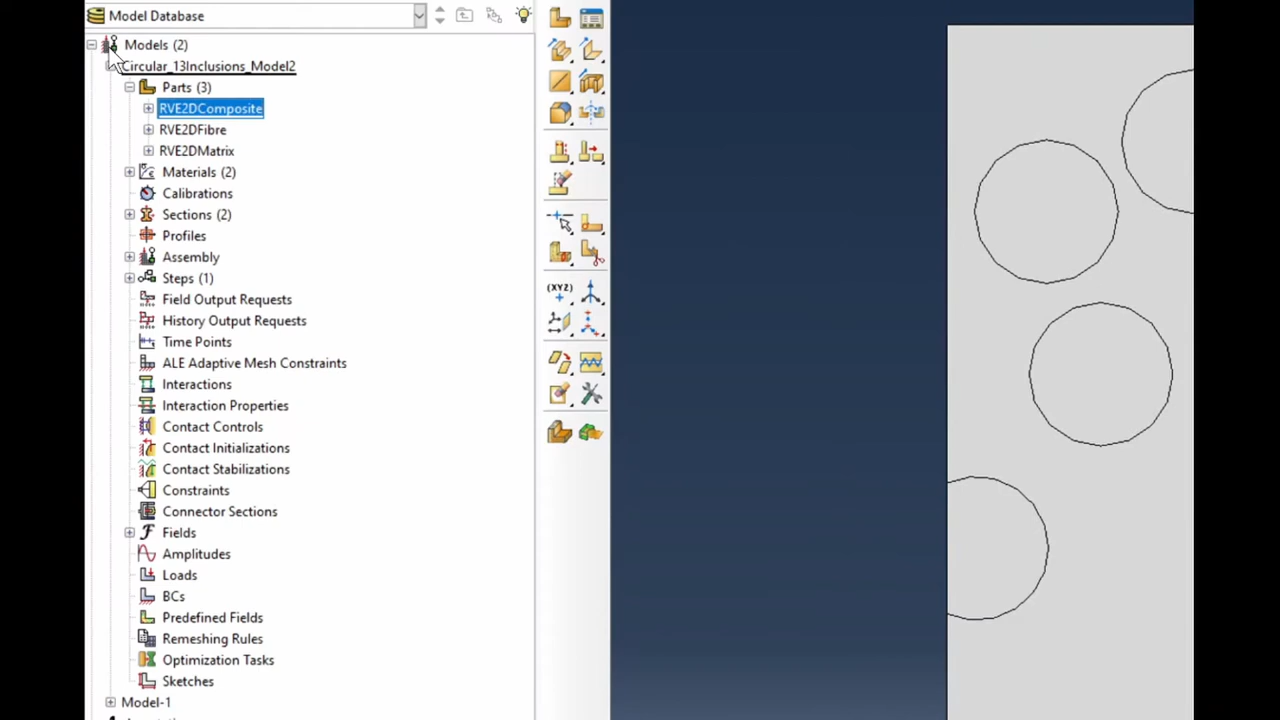 Model Database
Models (2)
Circular_13Inclusions_Model2
Parts (3)
RVE2DComposite
RVE2DFibre
RVE2DMatrix
Materials (2)
Calibrations
Sections (2)
Profiles
Assembly
Steps (1)
Field Output Requests
History Output Requests
Time Points
ALE Adaptive Mesh Constraints
Interactions
Interaction Properties
Contact Controls
Contact Initializations
Contact Stabilizations
Constraints
Connector Sections
Fields
Amplitudes
Loads
BCs
Predefined Fields
Remeshing Rules
Optimization Tasks
Sketches
Model-1
(XYZ)